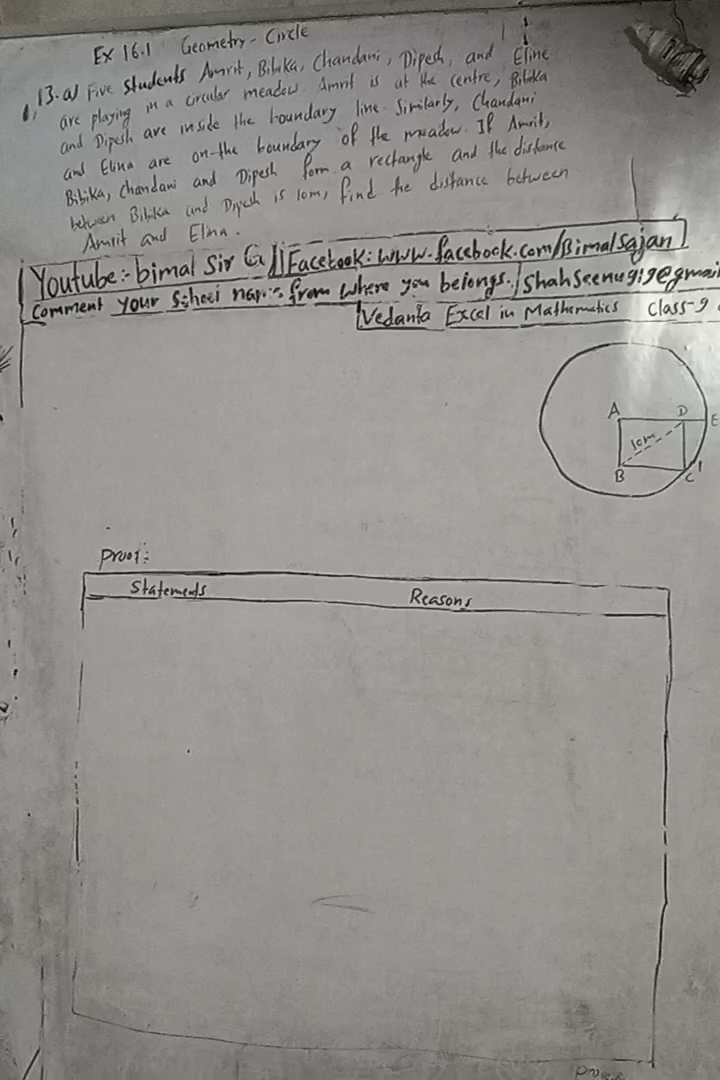 Ex 16.1 Geometry - Circle
13. a) Five Students Amrit, Bibika, Chandani, Dipesh, and Eline
are playing in a circular meadow. Amrit is at the centre, Bibika
and Dipesh are inside the boundary line. Similarly, Chandani
and Elina are on the boundary of the meadow. If Amrit,
Bibika, Chandani and Dipesh form a rectangle and the distance
between Bibika and Dipesh is 10m, find the distance between
Amrit and Elina.
Youtube:- bimal Sir Facebook: www.facebook.com/Bimalsajan
Comment your School name from where you belongs. / Shahseenugig@gmail
Vedanta Excel in Mathematics Class-9
A D E
10m
B C
Proof:
Statements Reasons